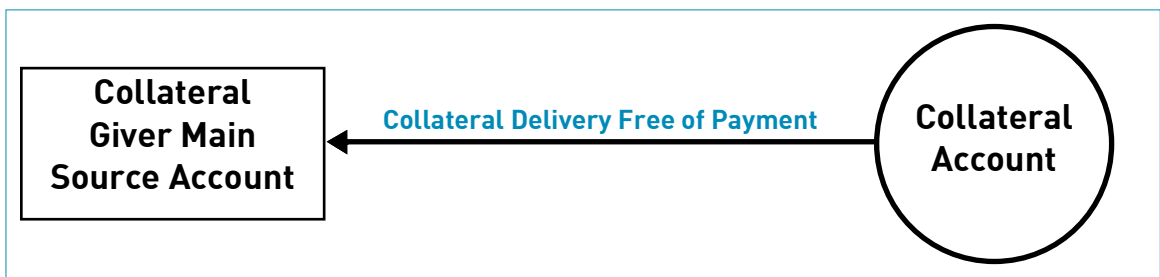 Collateral
Giver Main
Source Account
Collateral Delivery Free of Payment
Collateral
Account